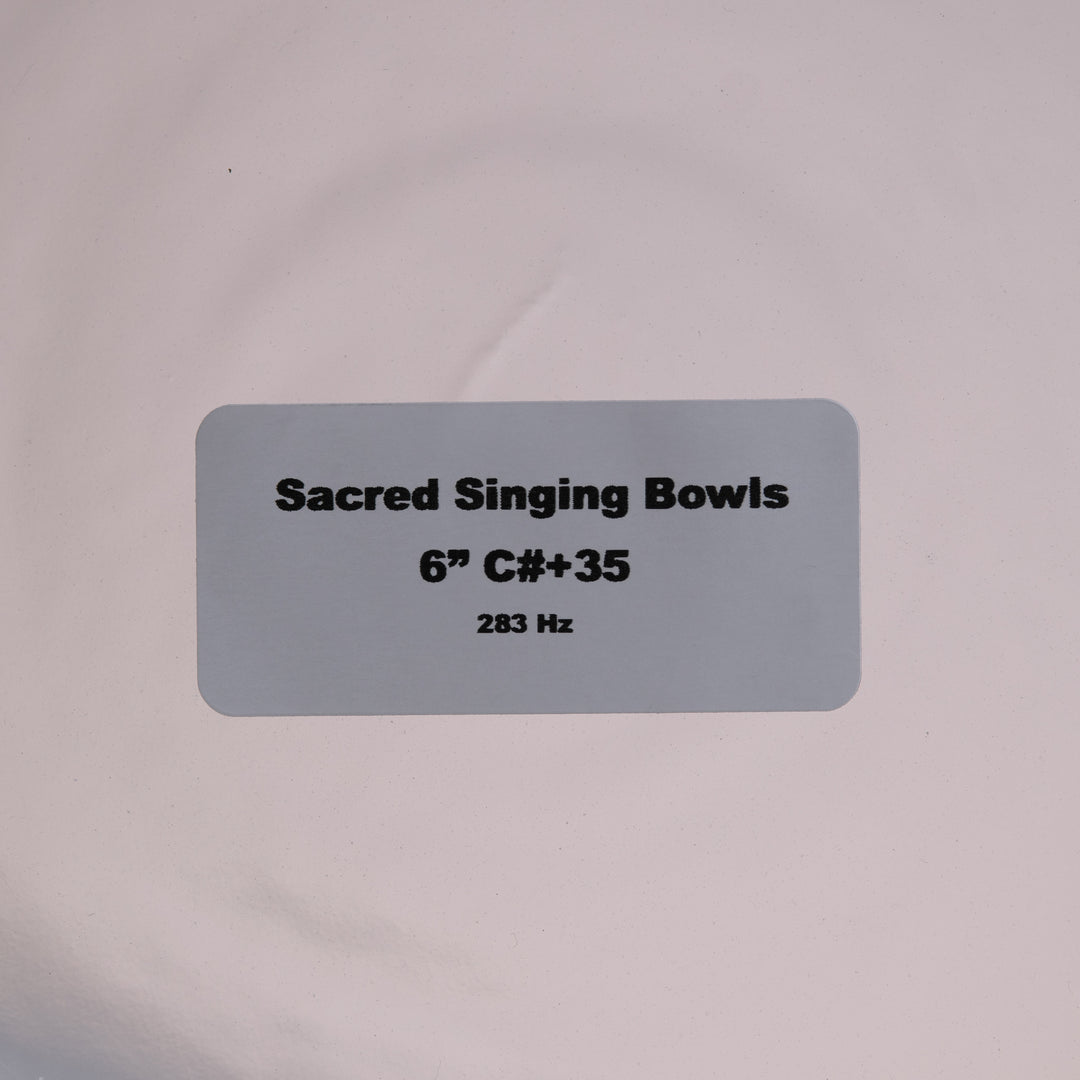 Sacred Singing Bowls
6” C#+35
283 Hz